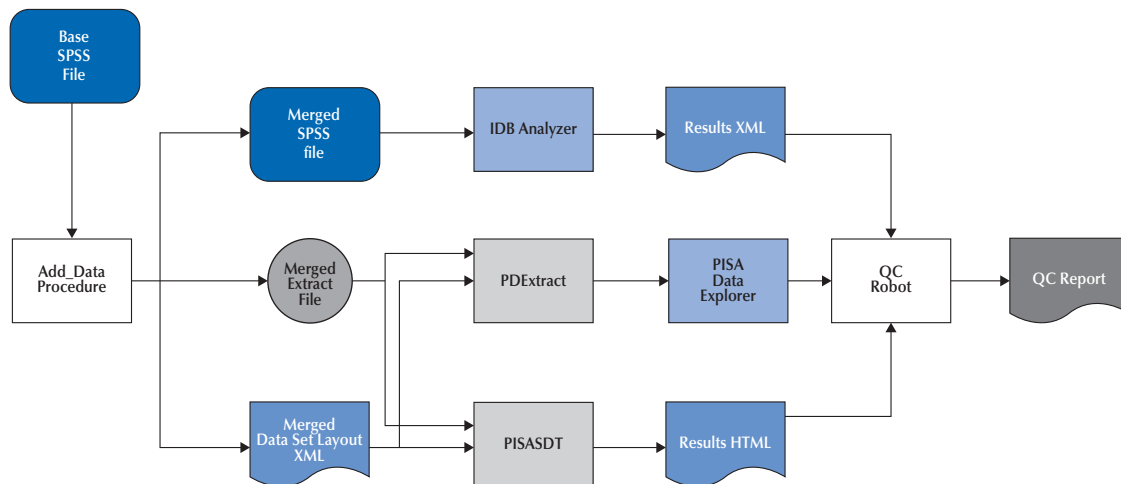 Base
SPSS
File
Merged
SPSS
file
IDB Analyzer
Results XML
Add_Data
Procedure
Merged
Extract
File
PDExtract
PISA
Data
Explorer
QC
Robot
QC Report
Merged
Data Set Layout
XML
PISASDT
Results HTML